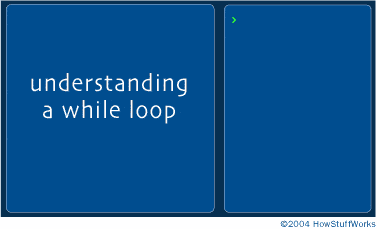 understanding
a while loop
>
©2004 HowStuffWorks